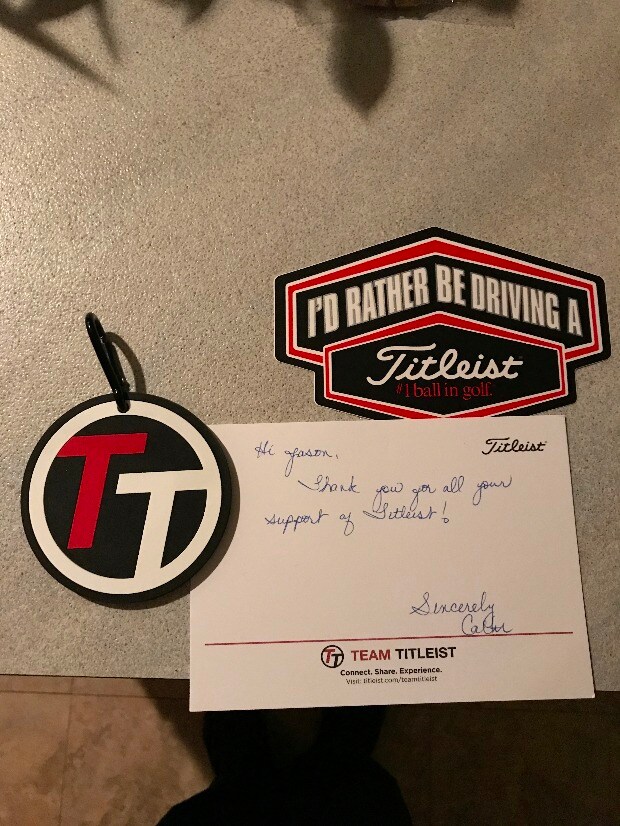 I'D RATHER BE DRIVING A
Titleist
#1 ball in golf.
TT
Titleist
Hi Jason,
Thank you for all your
support of Titleist!
Sincerely
TT TEAM TITLEIST
Connect. Share. Experience.
Visit: titleist.com/teamtitleist